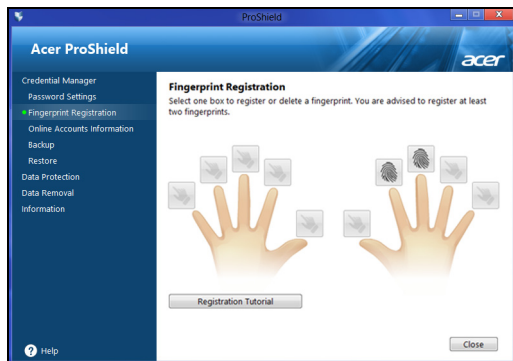 ProShield
Acer ProShield
acer
Credential Manager
Password Settings
Fingerprint Registration
Online Accounts Information
Backup
Restore
Data Protection
Data Removal
Information
Fingerprint Registration
Select one box to register or delete a fingerprint. You are advised to register at least
two fingerprints.
Registration Tutorial
? Help
Close